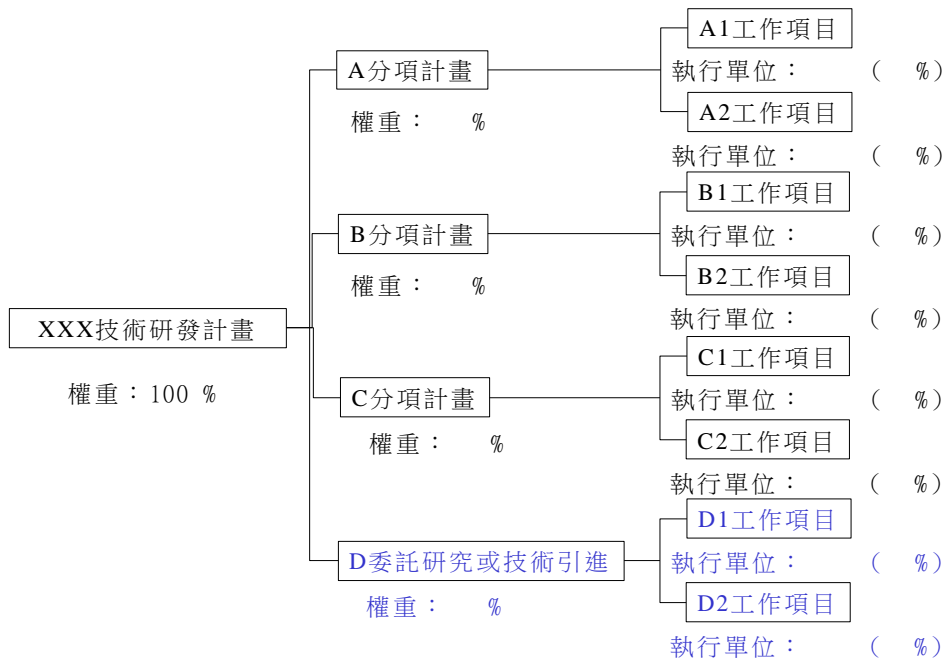 A1工作項目
A分項計畫
執行單位：　　　（　%）
A2工作項目
權重：　　%
執行單位：　　　（　%）
B1工作項目
B分項計畫
執行單位：　　　（　%）
B2工作項目
權重：　　%
執行單位：　　　（　%）
XXX技術研發計畫
C1工作項目
權重：100 %
C分項計畫
執行單位：　　　（　%）
C2工作項目
權重：　　%
執行單位：　　　（　%）
D1工作項目
D委託研究或技術引進
執行單位：　　　（　%）
D2工作項目
權重：　　%
執行單位：　　　（　%）